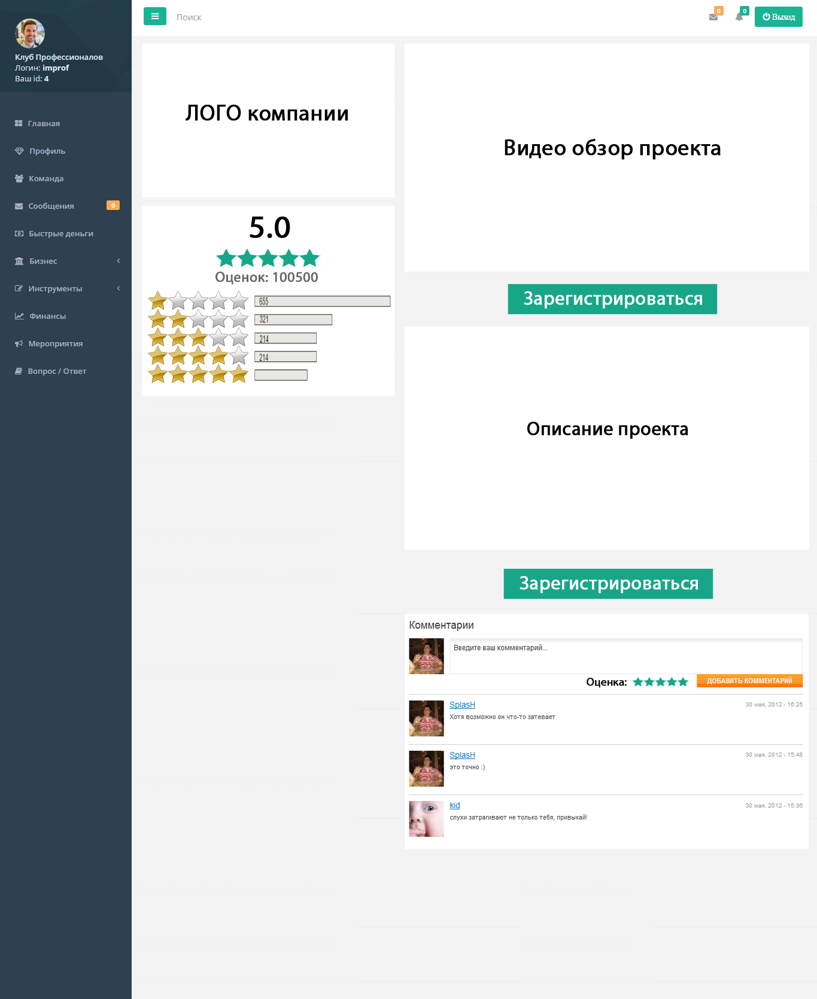 Клуб Профессионалов
Логин: improf
Ваш id: 4
Главная
Профиль
Команда
Сообщения 0
Быстрые деньги
Бизнес
Инструменты
Финансы
Мероприятия
Вопрос / Ответ
Поиск
0
0
Выход
ЛОГО компании
5.0
Оценок: 100500
655
321
214
214
Видео обзор проекта
Зарегистрироваться
Описание проекта
Зарегистрироваться
Комментарии
Введите ваш комментарий...
Оценка:
ДОБАВИТЬ КОММЕНТАРИЙ
SplasH 30 мая, 2012 - 16:25
Хотя возможно он что-то затевает
SplasH 30 мая, 2012 - 15:48
это точно :)
kid 30 мая, 2012 - 15:36
слухи затрагивают не только тебя, привыкай!